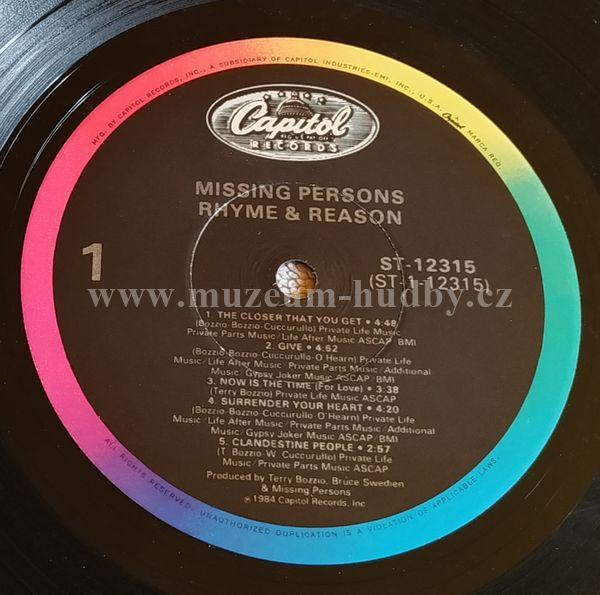 MFG. BY CAPITOL RECORDS, INC., A SUBSIDIARY OF CAPITOL INDUSTRIES-EMI, INC., U.S.A. Capitol MARCA REG.
Capitol
RECORDS
MISSING PERSONS
RHYME & REASON
1
ST-12315
(ST-1-12315)
www.muzeum-hudby.cz
1. THE CLOSER THAT YOU GET • 4:48
(Bozzio-Bozzio-Cuccurullo) Private Life Music
Private Parts Music/Life After Music ASCAP/BMI
2. GIVE • 4:52
(Bozzio-Bozzio-Cuccurullo-O'Hearn) Private Life
Music/Life After Music/Private Parts Music/Additional
Music/Gypsy Joker Music ASCAP/BMI
3. NOW IS THE TIME (For Love) • 3:38
(Terry Bozzio) Private Life Music ASCAP
4. SURRENDER YOUR HEART • 4:20
(Bozzio-Bozzio-Cuccurullo-O'Hearn) Private Life
Music/Life After Music/Private Parts Music/Additional
Music/Gypsy Joker Music ASCAP/BMI
5. CLANDESTINE PEOPLE • 2:57
(T. Bozzio-W. Cuccurullo) Private Life
Music/Private Parts Music ASCAP
Produced by Terry Bozzio, Bruce Swedien
& Missing Persons
℗ 1984 Capitol Records, Inc
ALL RIGHTS RESERVED. UNAUTHORIZED DUPLICATION IS A VIOLATION OF APPLICABLE LAWS.